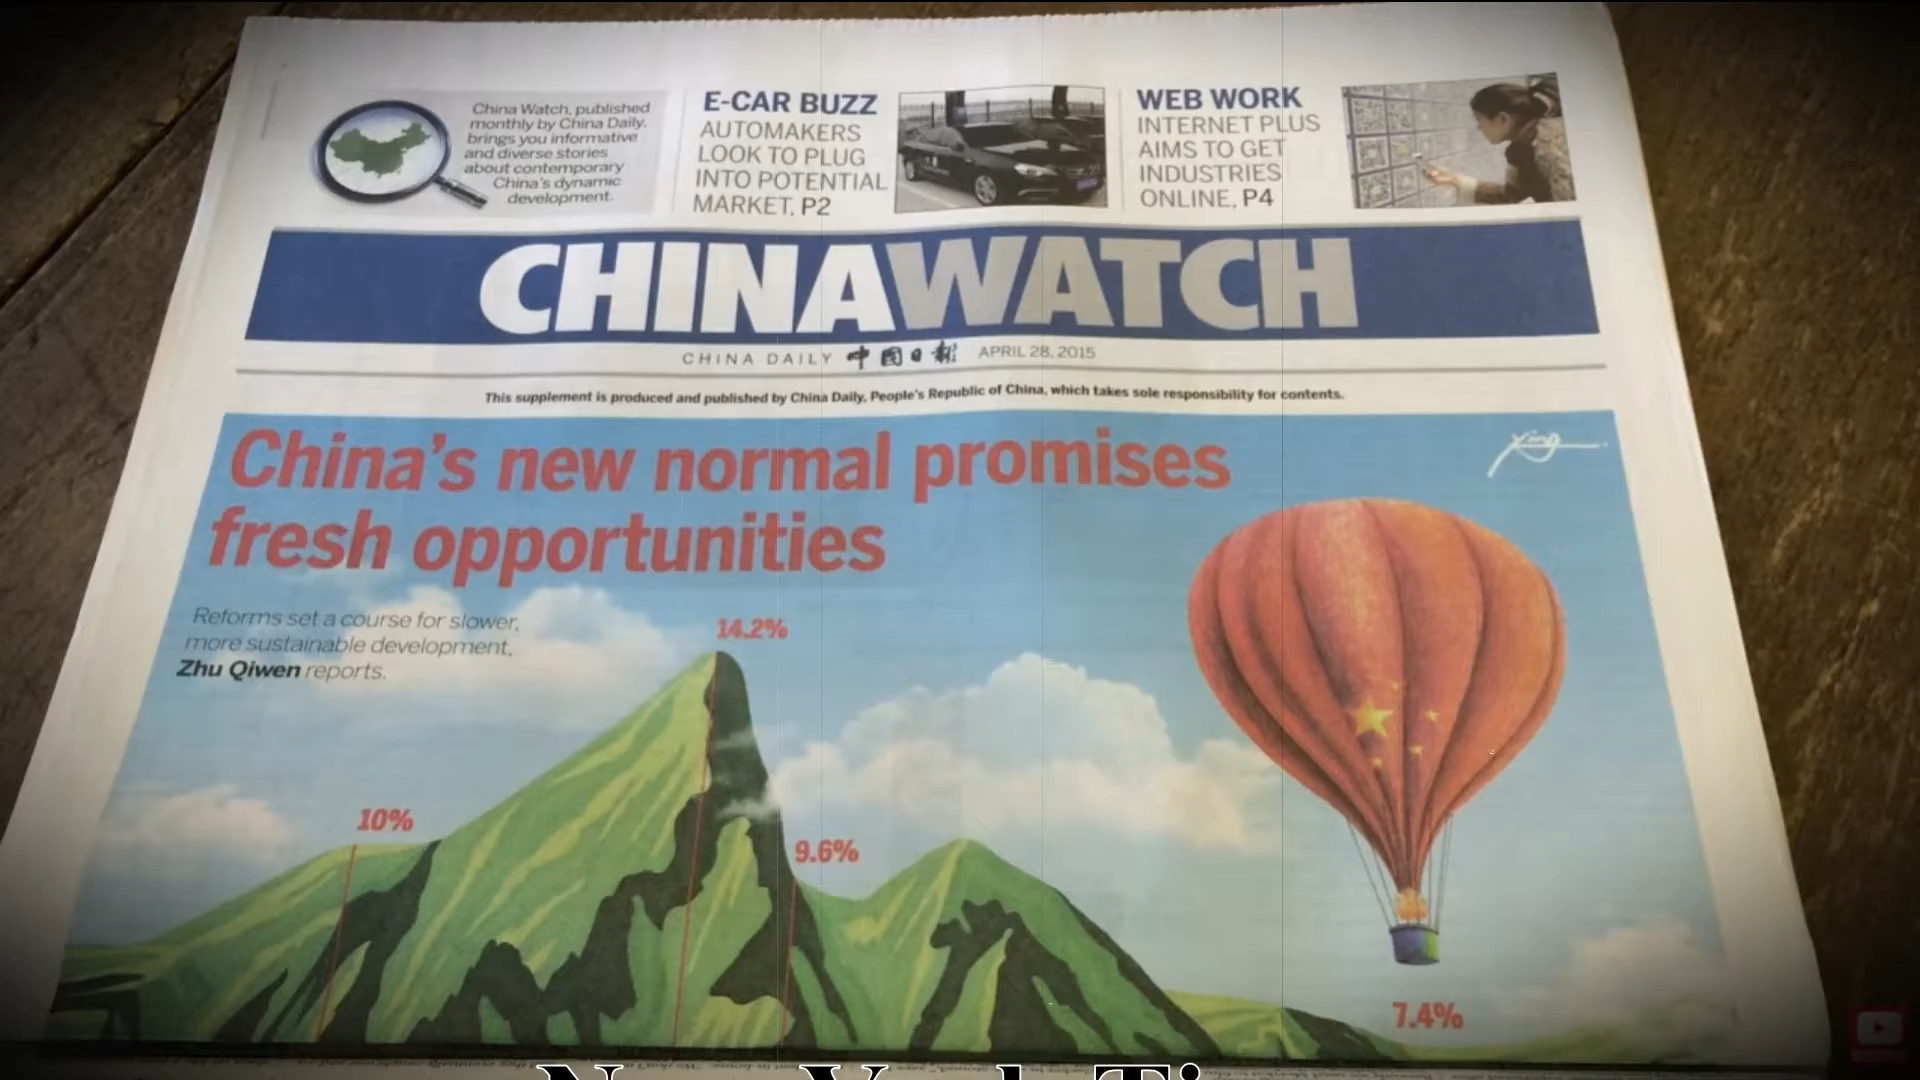 China Watch, published
monthly by China Daily,
brings you informative
and diverse stories
about contemporary
China's dynamic
development.
E-CAR BUZZ
AUTOMAKERS
LOOK TO PLUG
INTO POTENTIAL
MARKET, P2
WEB WORK
INTERNET PLUS
AIMS TO GET
INDUSTRIES
ONLINE, P4
CHINAWATCH
CHINA DAILY 中國日報 APRIL 28, 2015
This supplement is produced and published by China Daily, People's Republic of China, which takes sole responsibility for contents.
China's new normal promises
fresh opportunities
Xing
Reforms set a course for slower,
more sustainable development,
Zhu Qiwen reports.
14.2%
10%
9.6%
7.4%